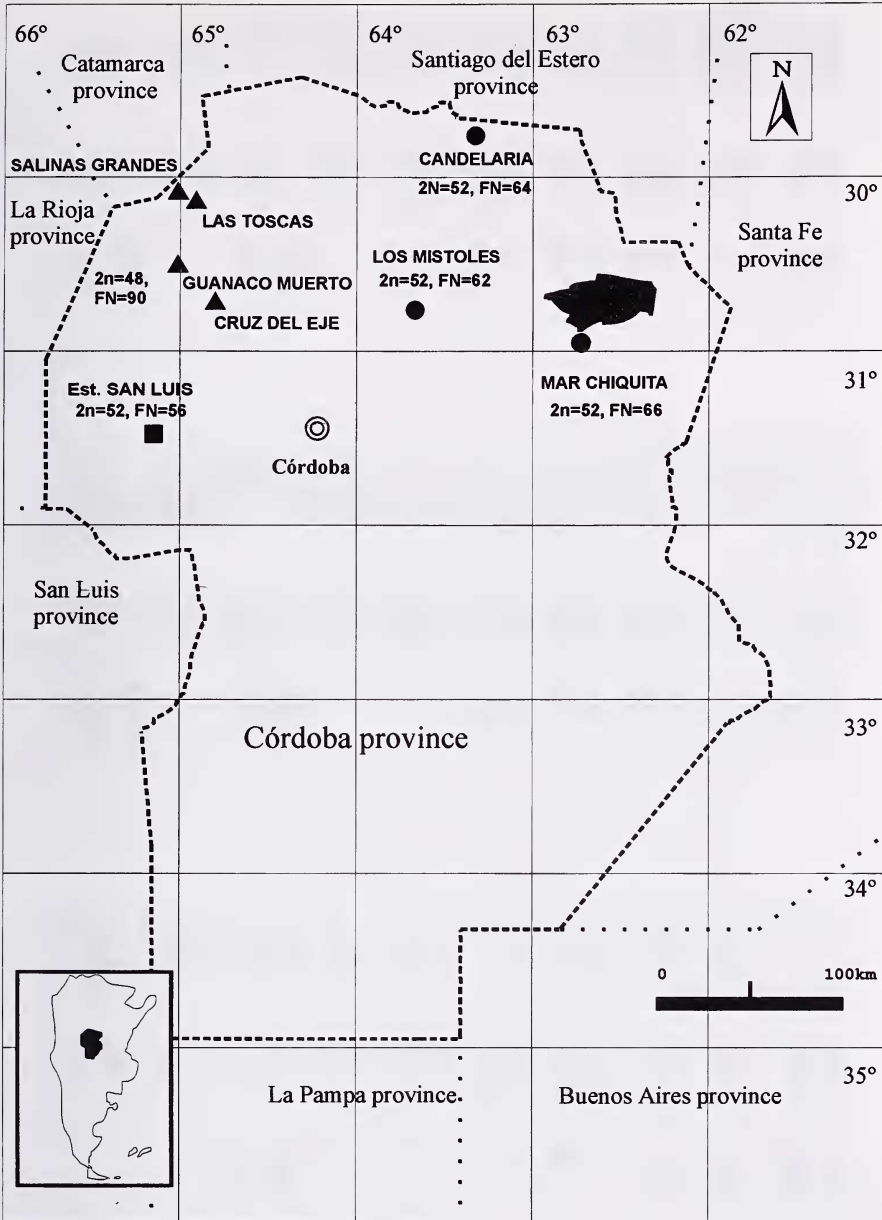 66°
65°
64°
63°
62°
Catamarca
province
Santiago del Estero
province
N
SALINAS GRANDES
CANDELARIA
2N=52, FN=64
30°
La Rioja
province
LAS TOSCAS
Santa Fe
province
LOS MISTOLES
2n=52, FN=62
2n=48,
FN=90
GUANACO MUERTO
CRUZ DEL EJE
31°
MAR CHIQUITA
2n=52, FN=66
Est. SAN LUIS
2n=52, FN=56
Córdoba
32°
San Luis
province
33°
Córdoba province
34°
0 100km
35°
La Pampa province
Buenos Aires province